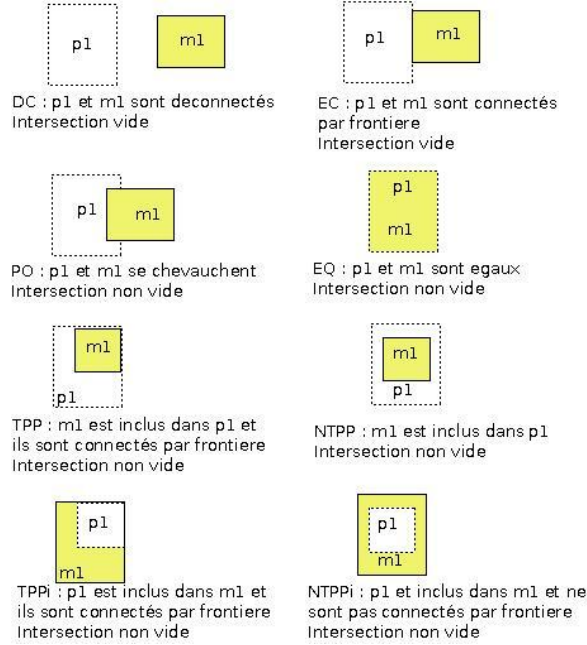 p1
m1
DC : p1 et m1 sont deconnectés
Intersection vide
p1
m1
EC : p1 et m1 sont connectés
par frontiere
Intersection vide
p1
m1
PO : p1 et m1 se chevauchent
Intersection non vide
p1
m1
EQ : p1 et m1 sont egaux
Intersection non vide
m1
p1
TPP : m1 est inclus dans p1 et
ils sont connectés par frontiere
Intersection non vide
m1
p1
NTPP : m1 est inclus dans p1
Intersection non vide
p1
m1
TPPi : p1 est inclus dans m1 et
ils sont connectés par frontiere
Intersection non vide
p1
m1
NTPPi : p1 et inclus dans m1 et ne
sont pas connectés par frontiere
Intersection non vide